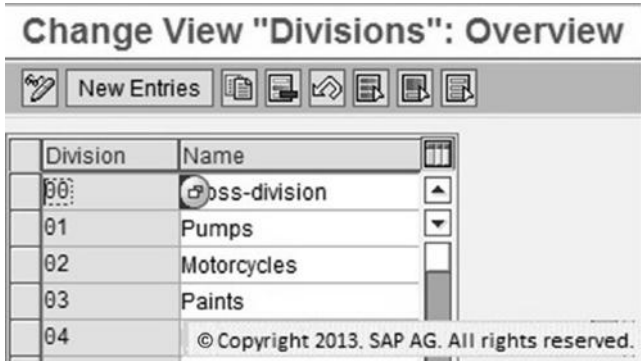 Change View "Divisions": Overview
New Entries
Division Name
00 oss-division
01 Pumps
02 Motorcycles
03 Paints
04
© Copyright 2013. SAP AG. All rights reserved.